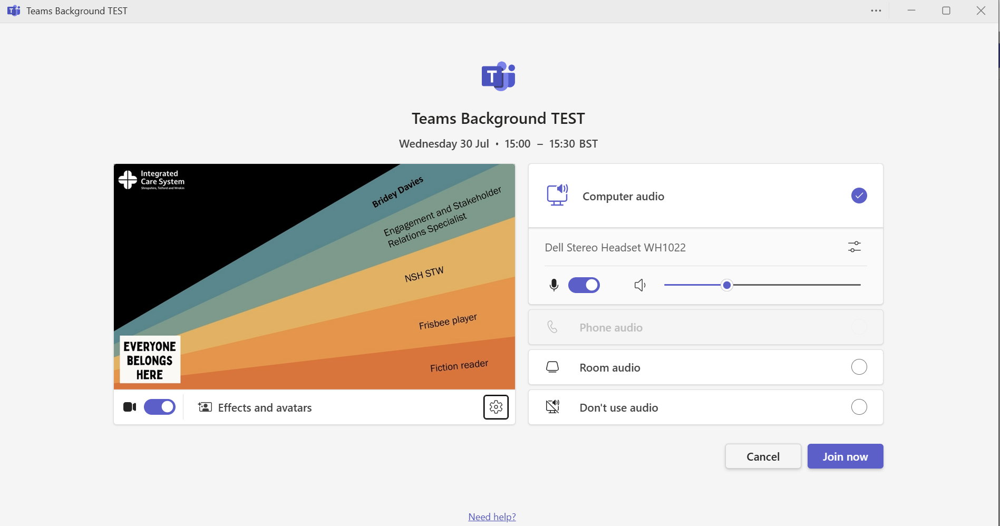 Teams Background TEST
Teams Background TEST
Wednesday 30 Jul • 15:00 – 15:30 BST
Integrated
Care System
Shropshire, Telford and Wrekin
Bridey Davies
Engagement and Stakeholder
Relations Specialist
NSH STW
Frisbee player
Fiction reader
EVERYONE
BELONGS
HERE
Effects and avatars
Computer audio
Dell Stereo Headset WH1022
Phone audio
Room audio
Don't use audio
Cancel
Join now
Need help?